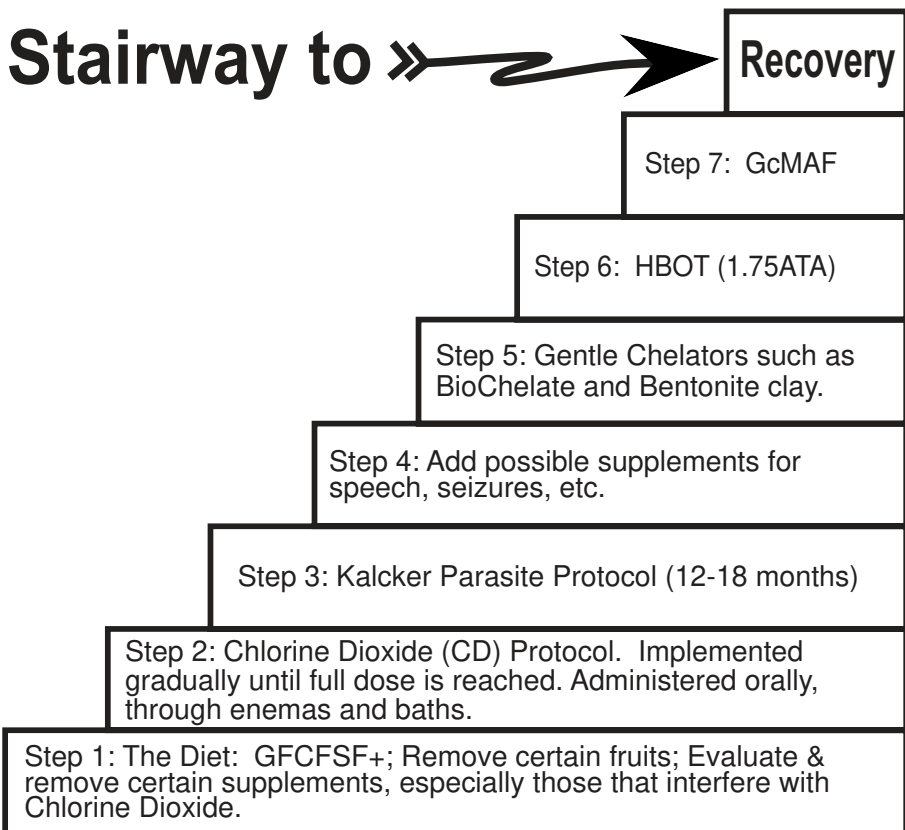 Stairway to
Recovery
Step 7: GcMAF
Step 6: HBOT (1.75ATA)
Step 5: Gentle Chelators such as
BioChelate and Bentonite clay.
Step 4: Add possible supplements for
speech, seizures, etc.
Step 3: Kalcker Parasite Protocol (12-18 months)
Step 2: Chlorine Dioxide (CD) Protocol. Implemented
gradually until full dose is reached. Administered orally,
through enemas and baths.
Step 1: The Diet: GFCFSF+; Remove certain fruits; Evaluate &
remove certain supplements, especially those that interfere with
Chlorine Dioxide.